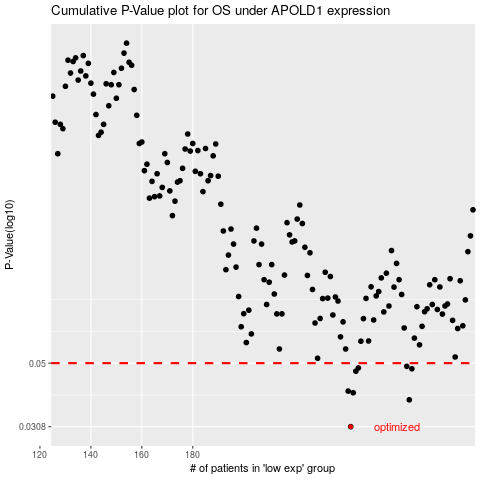 Cumulative P-Value plot for OS under APOLD1 expression
P-Value(log10)
0.05
0.0308
optimized
120 140 160 180
# of patients in 'low exp' group